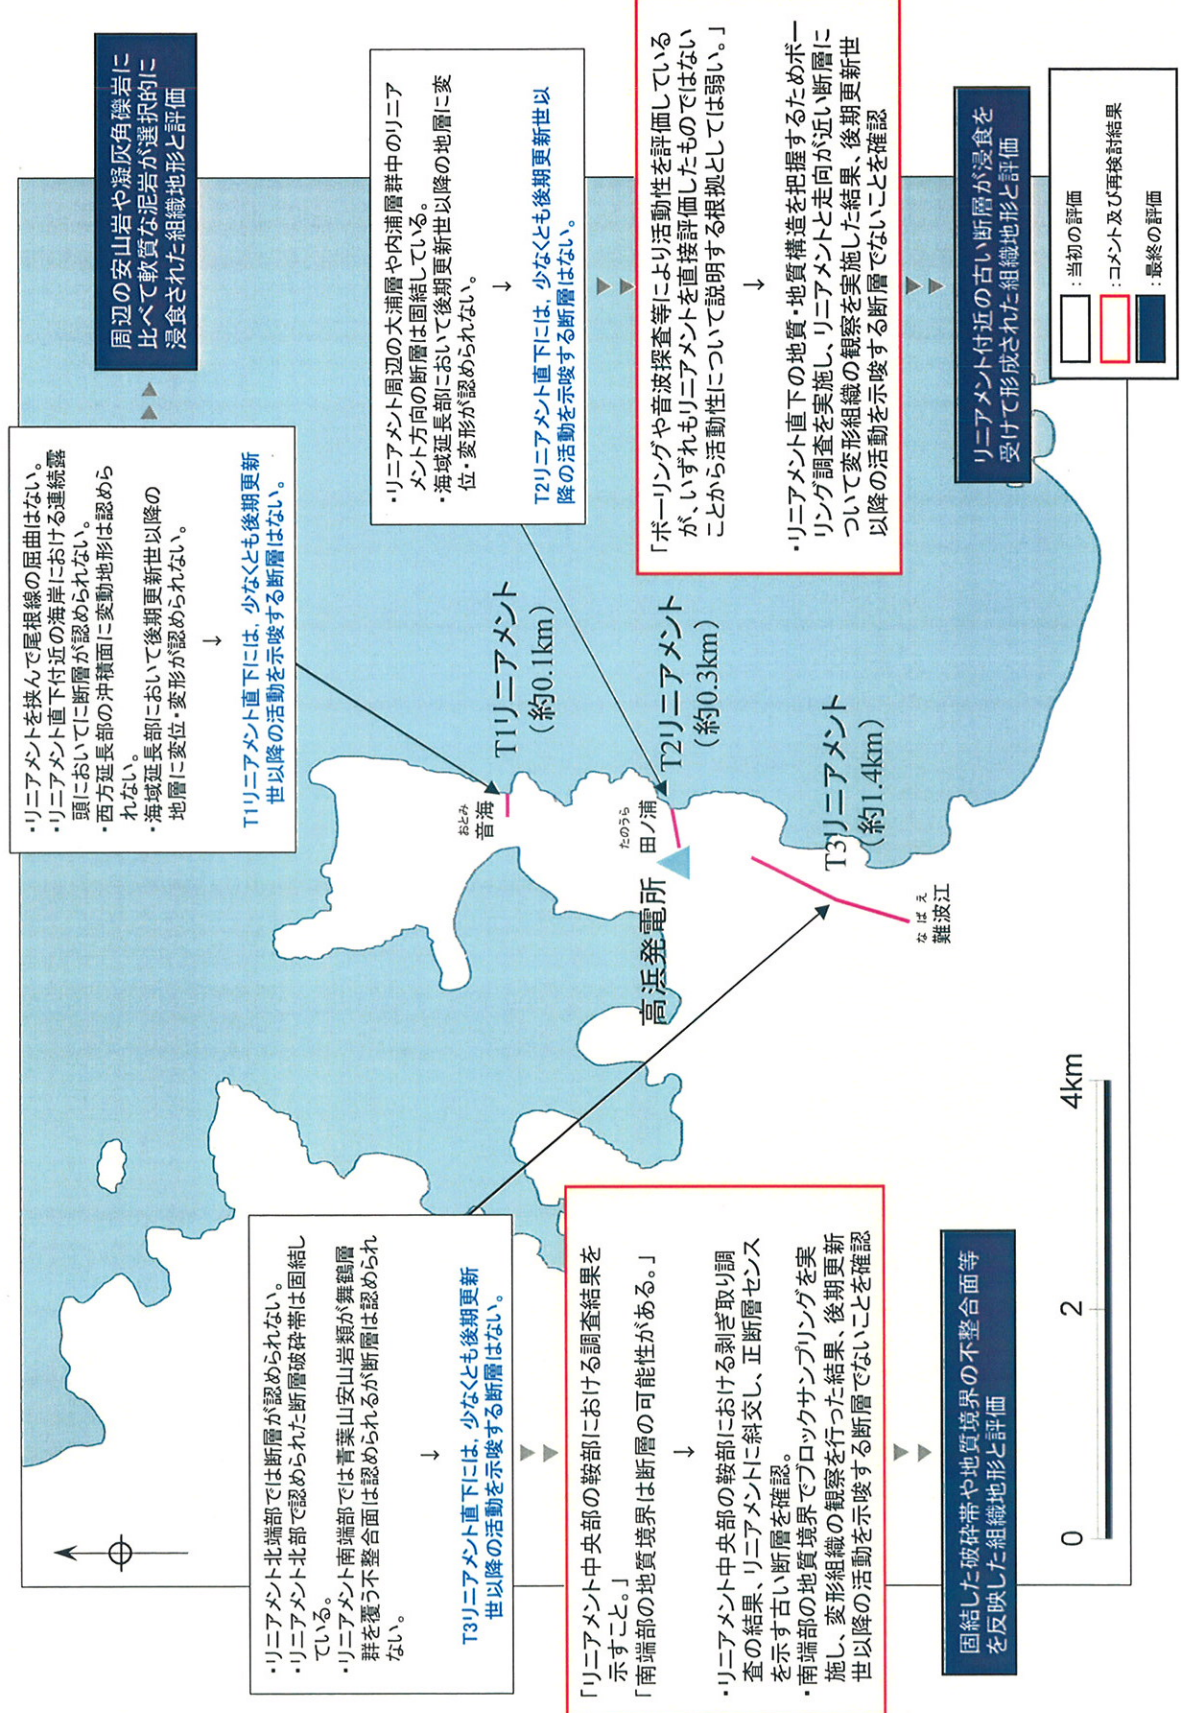 ・リニアメントを挟んで尾根線の屈曲はない。
・リニアメント直下付近の海岸における連続露
頭においてに断層が認められない。
・西方延長部の沖積面に変動地形は認めら
れない。
・海域延長部において後期更新世以降の
地層に変位・変形が認められない。
↓
T1リニアメント直下には、少なくとも後期更新
世以降の活動を示唆する断層はない。
周辺の安山岩や凝灰角礫岩に
比べて軟質な泥岩が選択的に
浸食された組織地形と評価
・リニアメント周辺の大浦層や内浦層群中のリニア
メント方向の断層は固結している。
・海域延長部において後期更新世以降の地層に変
位・変形が認められない。
↓
T2リニアメント直下には、少なくとも後期更新世以
降の活動を示唆する断層はない。
「ボーリングや音波探査等により活動性を評価している
が、いずれもリニアメントを直接評価したものではない
ことから活動性について説明する根拠としては弱い。」
↓
・リニアメント直下の地質・地質構造を把握するためボー
リング調査を実施し、リニアメントと走向が近い断層に
ついて変形組織の観察を実施した結果、後期更新世
以降の活動を示唆する断層でないことを確認
リニアメント付近の古い断層が浸食を
受けて形成された組織地形と評価
・リニアメント北端部では断層が認められない。
・リニアメント北部で認められた断層破砕帯は固結し
ている。
・リニアメント南端部では青葉山安山岩類が舞鶴層
群を覆う不整合面は認められるが断層は認められ
ない。
↓
T3リニアメント直下には、少なくとも後期更新
世以降の活動を示唆する断層はない。
「リニアメント中央部の鞍部における調査結果を
示すこと。」
「南端部の地質境界は断層の可能性がある。」
↓
・リニアメント中央部の鞍部における剥ぎ取り調
査の結果、リニアメントに斜交し、正断層センス
を示す古い断層を確認。
・南端部の地質境界でブロックサンプリングを実
施し、変形組織の観察を行った結果、後期更新
世以降の活動を示唆する断層でないことを確認
固結した破砕帯や地質境界の不整合面等
を反映した組織地形と評価
おとみ
音海
T1リニアメント
(約0.1km)
たのうら
田ノ浦
T2リニアメント
(約0.3km)
高浜発電所
T3リニアメント
(約1.4km)
なばえ
難波江
0 2 4km
：当初の評価
：コメント及び再検討結果
：最終の評価